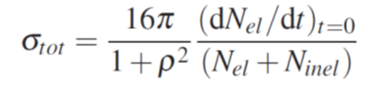 σ_tot = 16π/(1+ρ²) (dN_el/dt)_{t=0}/(N_el + N_inel)